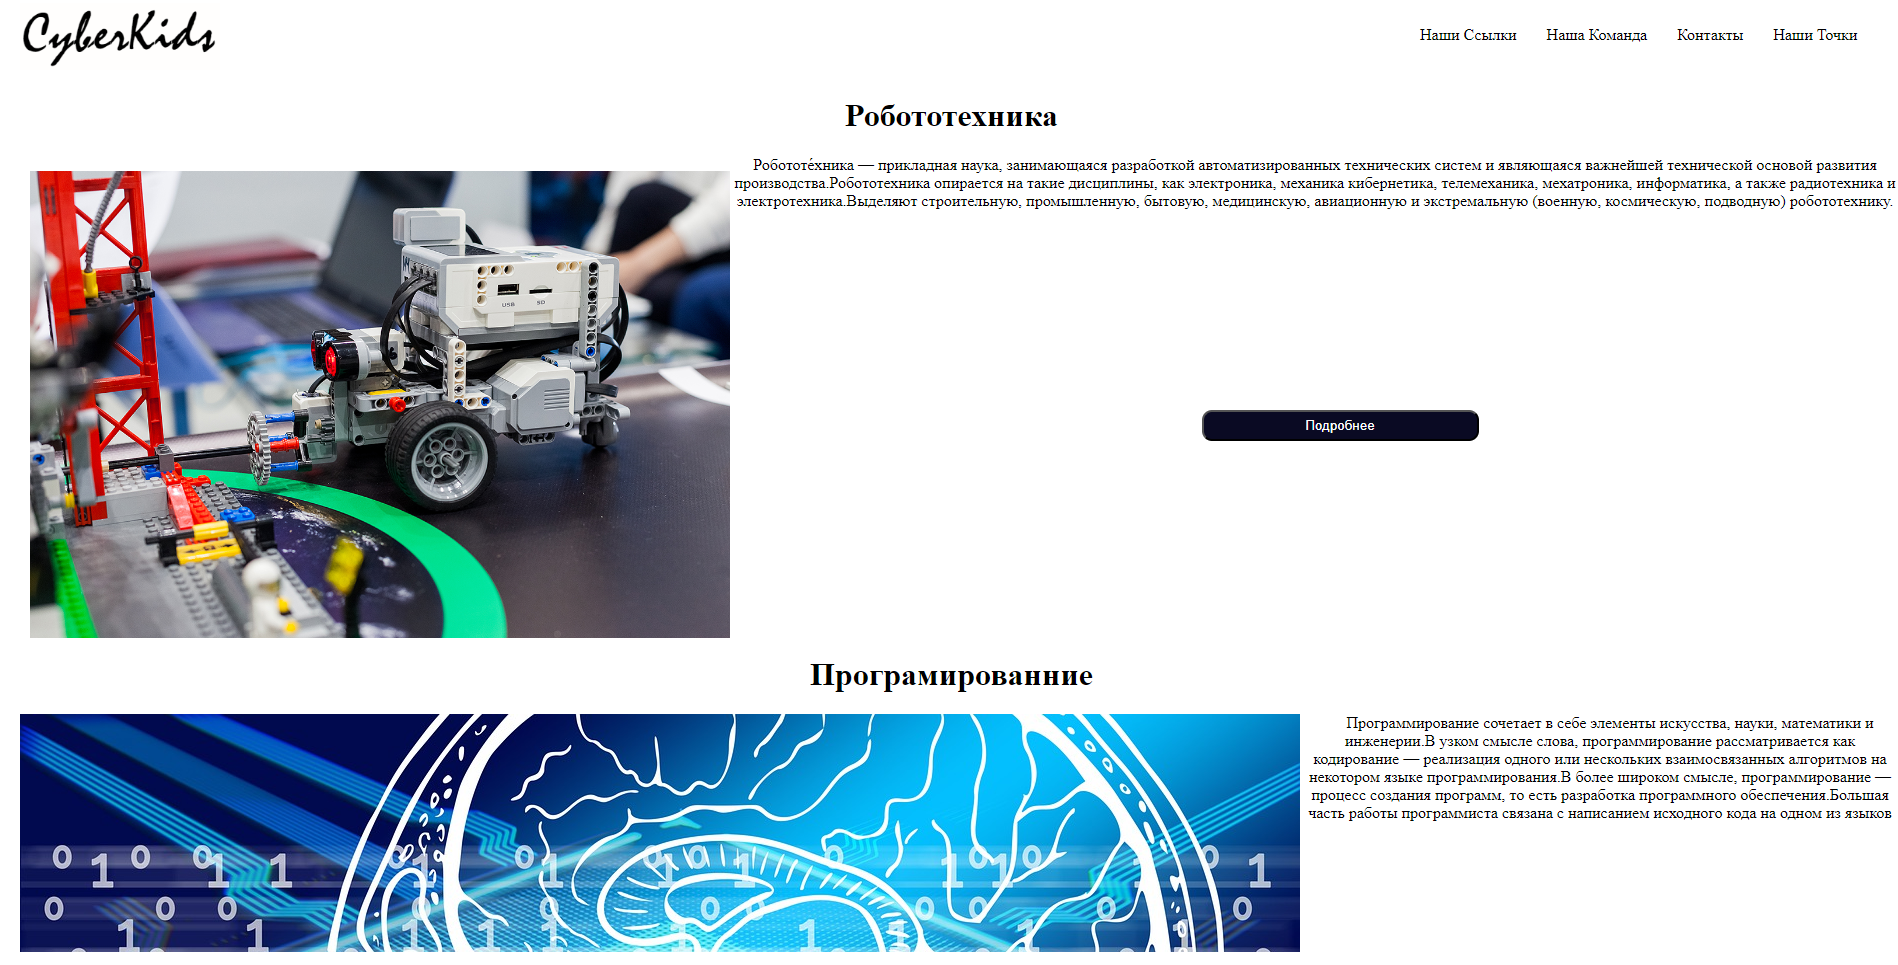 CyberKids
Наши Ссылки Наша Команда Контакты Наши Точки
Робототехника
Робототе́хника — прикладная наука, занимающаяся разработкой автоматизированных технических систем и являющаяся важнейшей технической основой развития
производства.Робототехника опирается на такие дисциплины, как электроника, механика кибернетика, телемеханика, мехатроника, информатика, а также радиотехника и
электротехника.Выделяют строительную, промышленную, бытовую, медицинскую, авиационную и экстремальную (военную, космическую, подводную) робототехнику.
USB SD
Подробнее
Програмированние
Программирование сочетает в себе элементы искусства, науки, математики и
инженерии.В узком смысле слова, программирование рассматривается как
кодирование — реализация одного или нескольких взаимосвязанных алгоритмов на
некотором языке программирования.В более широком смысле, программирование —
процесс создания программ, то есть разработка программного обеспечения.Большая
часть работы программиста связана с написанием исходного кода на одном из языков